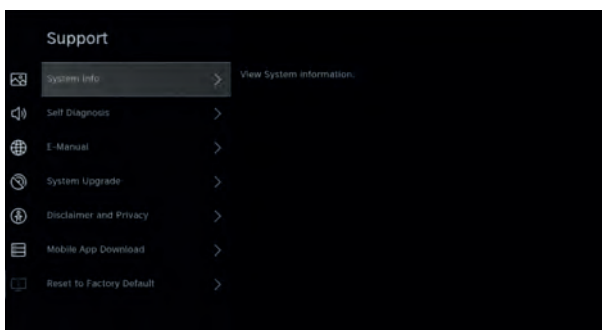 Support
System Info
View System information.
Self Diagnosis
E-Manual
System Upgrade
Disclaimer and Privacy
Mobile App Download
Reset to Factory Default